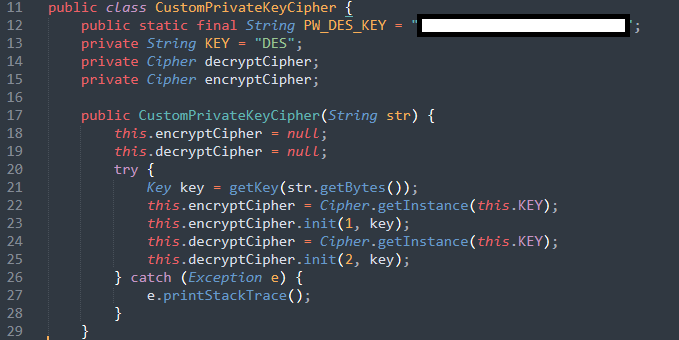 11 public class CustomPrivateKeyCipher {
12     public static final String PW_DES_KEY = "";
13     private String KEY = "DES";
14     private Cipher decryptCipher;
15     private Cipher encryptCipher;
16
17     public CustomPrivateKeyCipher(String str) {
18         this.encryptCipher = null;
19         this.decryptCipher = null;
20         try {
21             Key key = getKey(str.getBytes());
22             this.encryptCipher = Cipher.getInstance(this.KEY);
23             this.encryptCipher.init(1, key);
24             this.decryptCipher = Cipher.getInstance(this.KEY);
25             this.decryptCipher.init(2, key);
26         } catch (Exception e) {
27             e.printStackTrace();
28         }
29     }